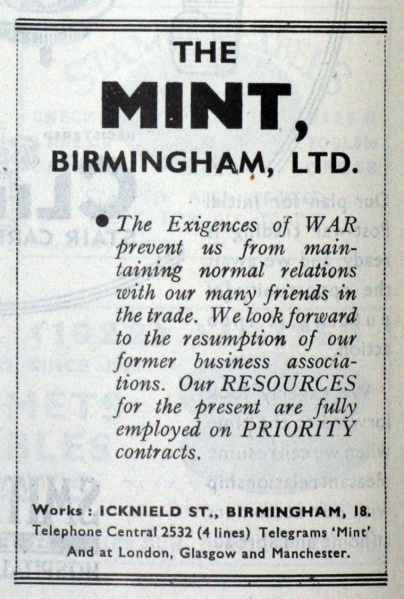 THE
MINT,
BIRMINGHAM, LTD.
• The Exigences of WAR
prevent us from main-
taining normal relations
with our many friends in
the trade. We look forward
to the resumption of our
former business associa-
tions. Our RESOURCES
for the present are fully
employed on PRIORITY
contracts.
Works : ICKNIELD ST., BIRMINGHAM, 18.
Telephone Central 2532 (4 lines) Telegrams 'Mint'
And at London, Glasgow and Manchester.